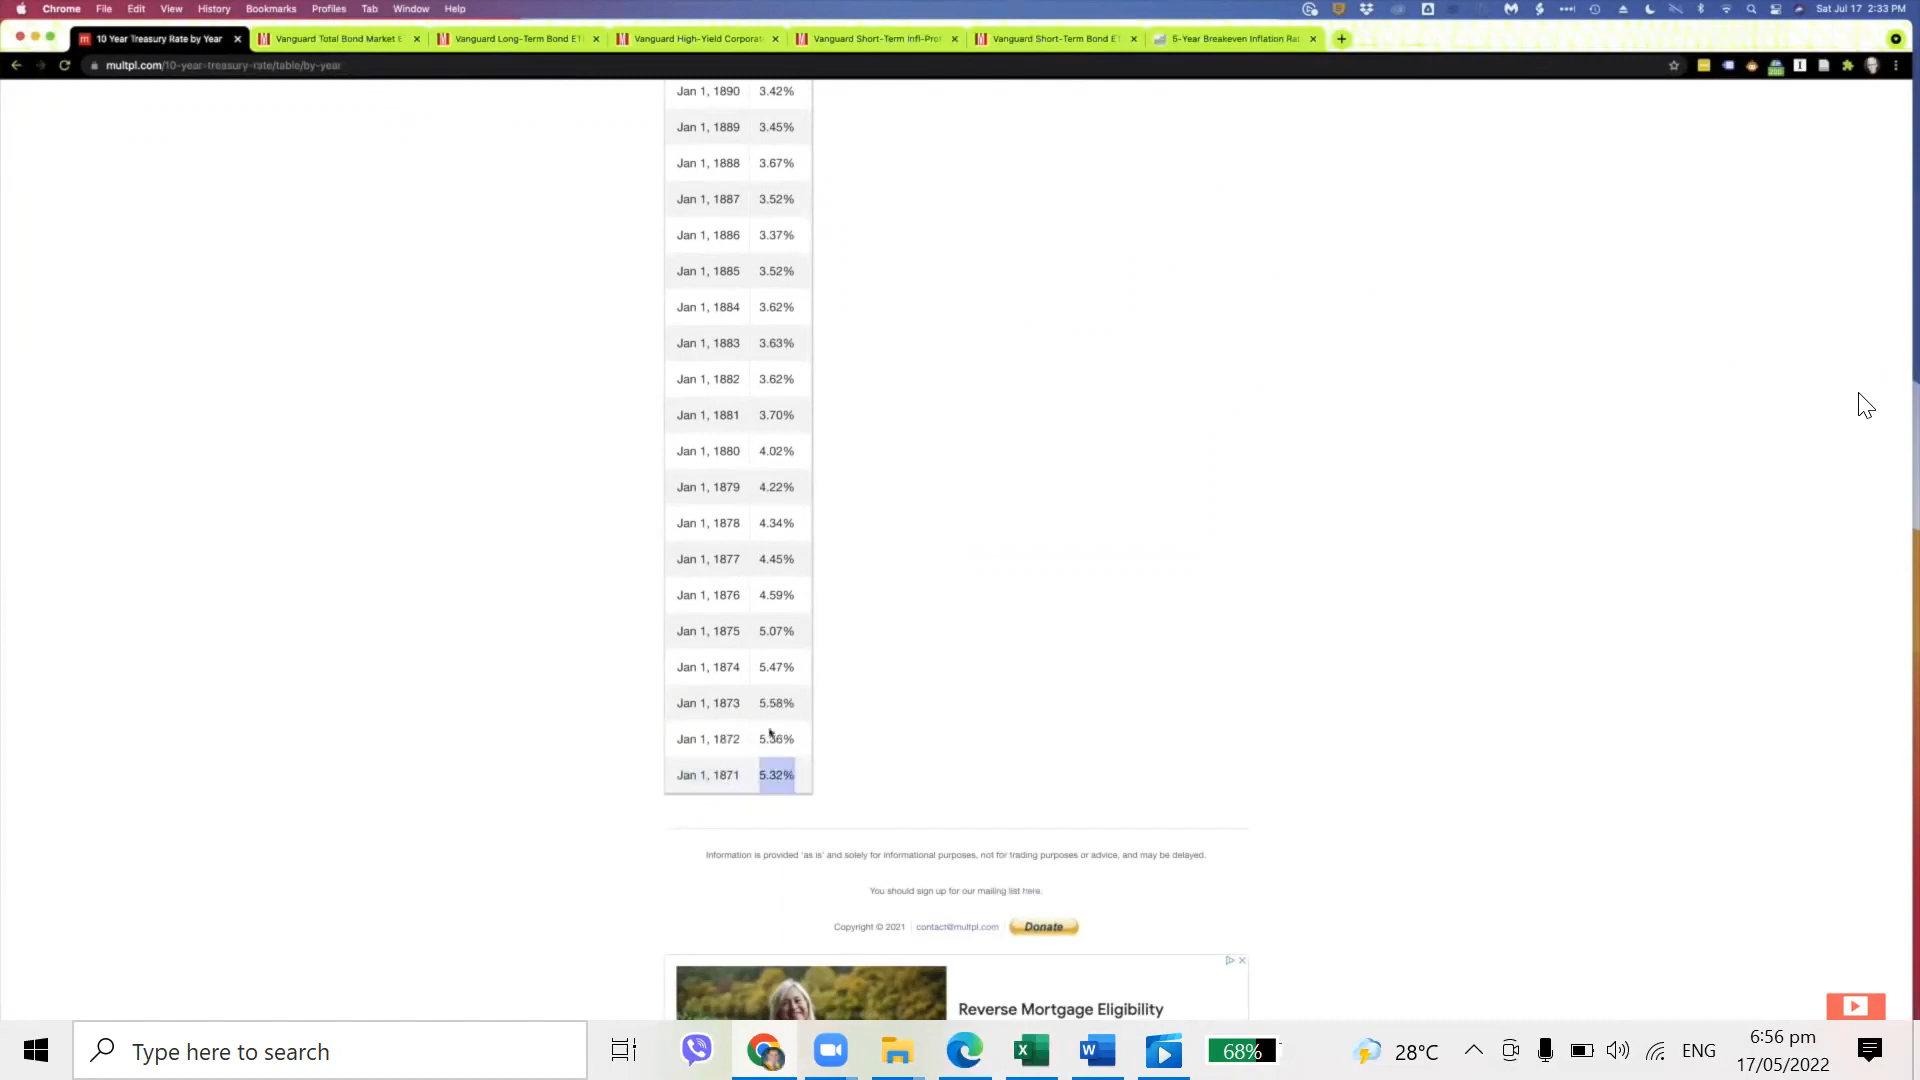 Chrome File Edit View History Bookmarks Profiles Tab Window Help
Sat Jul 17 2:33 PM
10 Year Treasury Rate by Year
Vanguard Total Bond Market E
Vanguard Long-Term Bond ET
Vanguard High-Yield Corporat
Vanguard Short-Term Infl-Pro
Vanguard Short-Term Bond E
5-Year Breakeven Inflation Rat
multpl.com/10-year-treasury-rate/table/by-year
Jan 1, 1890 3.42%
Jan 1, 1889 3.45%
Jan 1, 1888 3.67%
Jan 1, 1887 3.52%
Jan 1, 1886 3.37%
Jan 1, 1885 3.52%
Jan 1, 1884 3.62%
Jan 1, 1883 3.63%
Jan 1, 1882 3.62%
Jan 1, 1881 3.70%
Jan 1, 1880 4.02%
Jan 1, 1879 4.22%
Jan 1, 1878 4.34%
Jan 1, 1877 4.45%
Jan 1, 1876 4.59%
Jan 1, 1875 5.07%
Jan 1, 1874 5.47%
Jan 1, 1873 5.58%
Jan 1, 1872 5.36%
Jan 1, 1871 5.32%
Information is provided 'as is' and solely for informational purposes, not for trading purposes or advice, and may be delayed.
You should sign up for our mailing list here.
Copyright © 2021 | contact@multpl.com | Donate
Reverse Mortgage Eligibility
Type here to search
68%
28°C
ENG
6:56 pm
17/05/2022